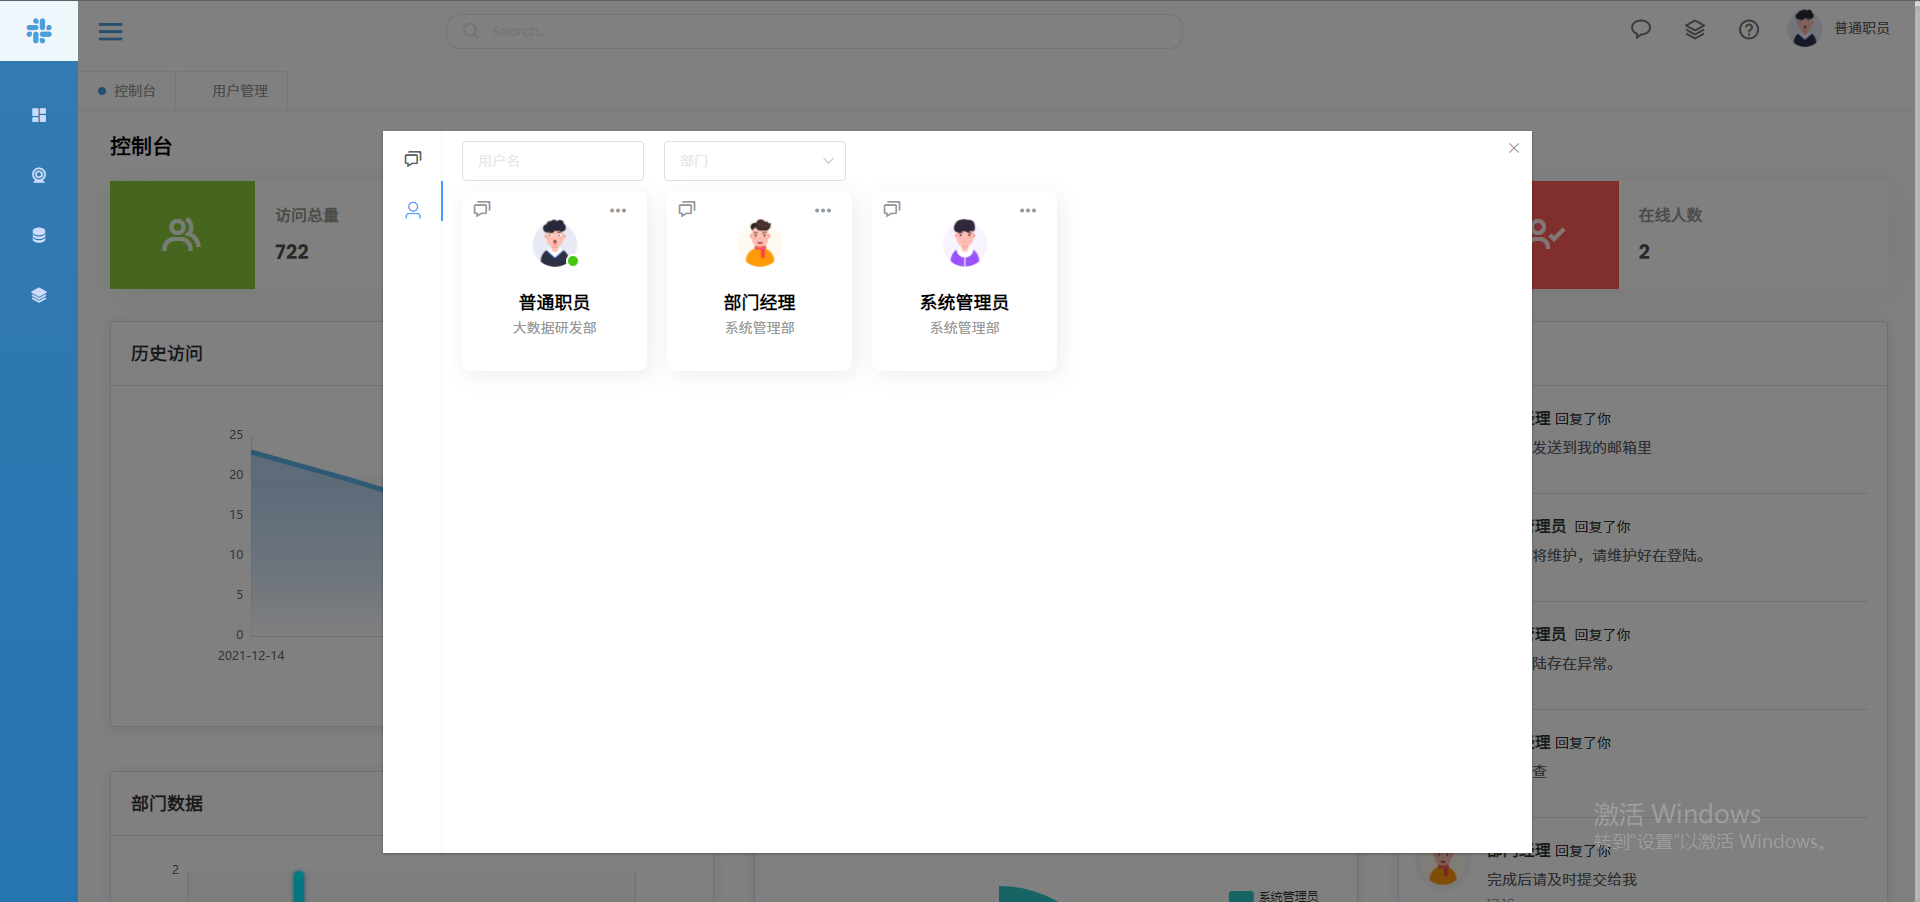 Search...
普通职员
控制台
用户管理
控制台
访问总量
722
在线人数
2
用户名
部门
普通职员
大数据研发部
部门经理
系统管理部
系统管理员
系统管理部
历史访问
25
20
15
10
5
0
2021-12-14
理 回复了你
发送到我的邮箱里
管理员 回复了你
将维护，请维护好在登陆。
管理员 回复了你
陆存在异常。
理 回复了你
查
部门经理 回复了你
完成后请及时提交给我
部门数据
2
系统管理员
激活 Windows
转到"设置"以激活 Windows。